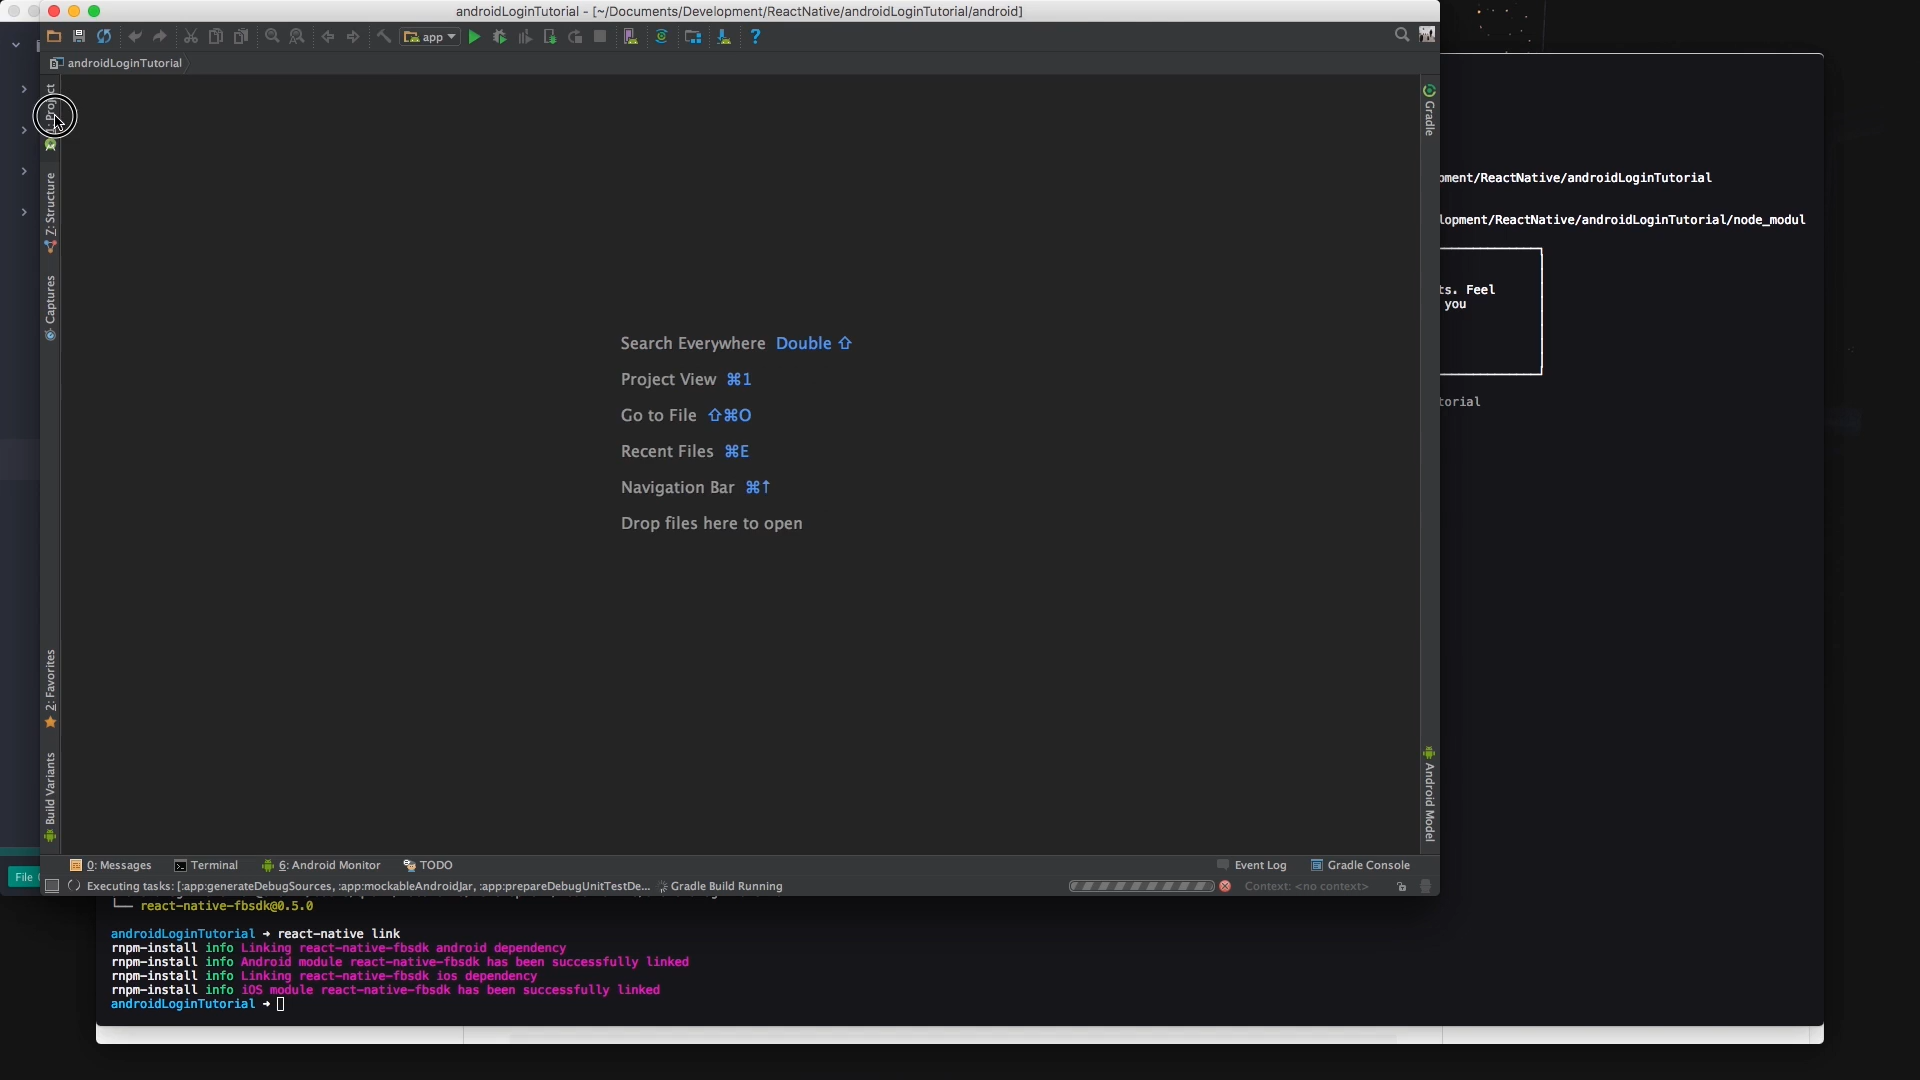 androidLoginTutorial - [~/Documents/Development/ReactNative/androidLoginTutorial/android]
app
androidLoginTutorial
1: Project
Z: Structure
Captures
2: Favorites
Build Variants
Gradle
Android Model
Search Everywhere Double ⇧
Project View ⌘1
Go to File ⇧⌘O
Recent Files ⌘E
Navigation Bar ⌘↑
Drop files here to open
ment/ReactNative/androidLoginTutorial
lopment/ReactNative/androidLoginTutorial/node_modul
ts. Feel
you
torial
0: Messages Terminal 6: Android Monitor TODO Event Log Gradle Console
File
Executing tasks: [:app:generateDebugSources, :app:mockableAndroidJar, :app:prepareDebugUnitTestDe... Gradle Build Running Context: <no context>
└── react-native-fbsdk@0.5.0
androidLoginTutorial → react-native link
rnpm-install info Linking react-native-fbsdk android dependency
rnpm-install info Android module react-native-fbsdk has been successfully linked
rnpm-install info Linking react-native-fbsdk ios dependency
rnpm-install info iOS module react-native-fbsdk has been successfully linked
androidLoginTutorial →